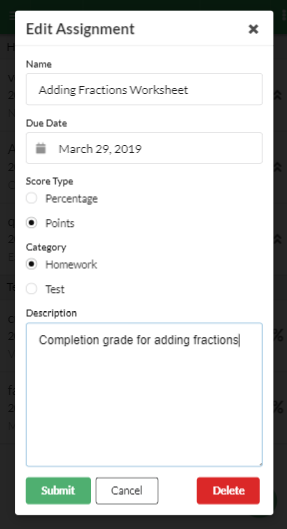 Edit Assignment
Name
Adding Fractions Worksheet
Due Date
March 29, 2019
Score Type
Percentage
Points
Category
Homework
Test
Description
Completion grade for adding fractions
Submit Cancel Delete